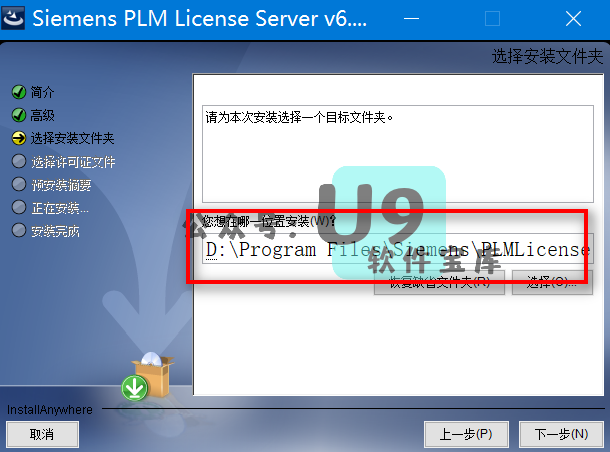 Siemens PLM License Server v6....
选择安装文件夹
简介
高级
选择安装文件夹
选择许可证文件
预安装摘要
正在安装...
安装完成
请为本次安装选择一个目标文件夹。
您想在哪一位置安装(W)?
D:\Program Files\Siemens\PLMLicense
公众号:
U9
软件宝库
恢复缺省文件夹(R)
选择(O)...
InstallAnywhere
取消
上一步(P)
下一步(N)